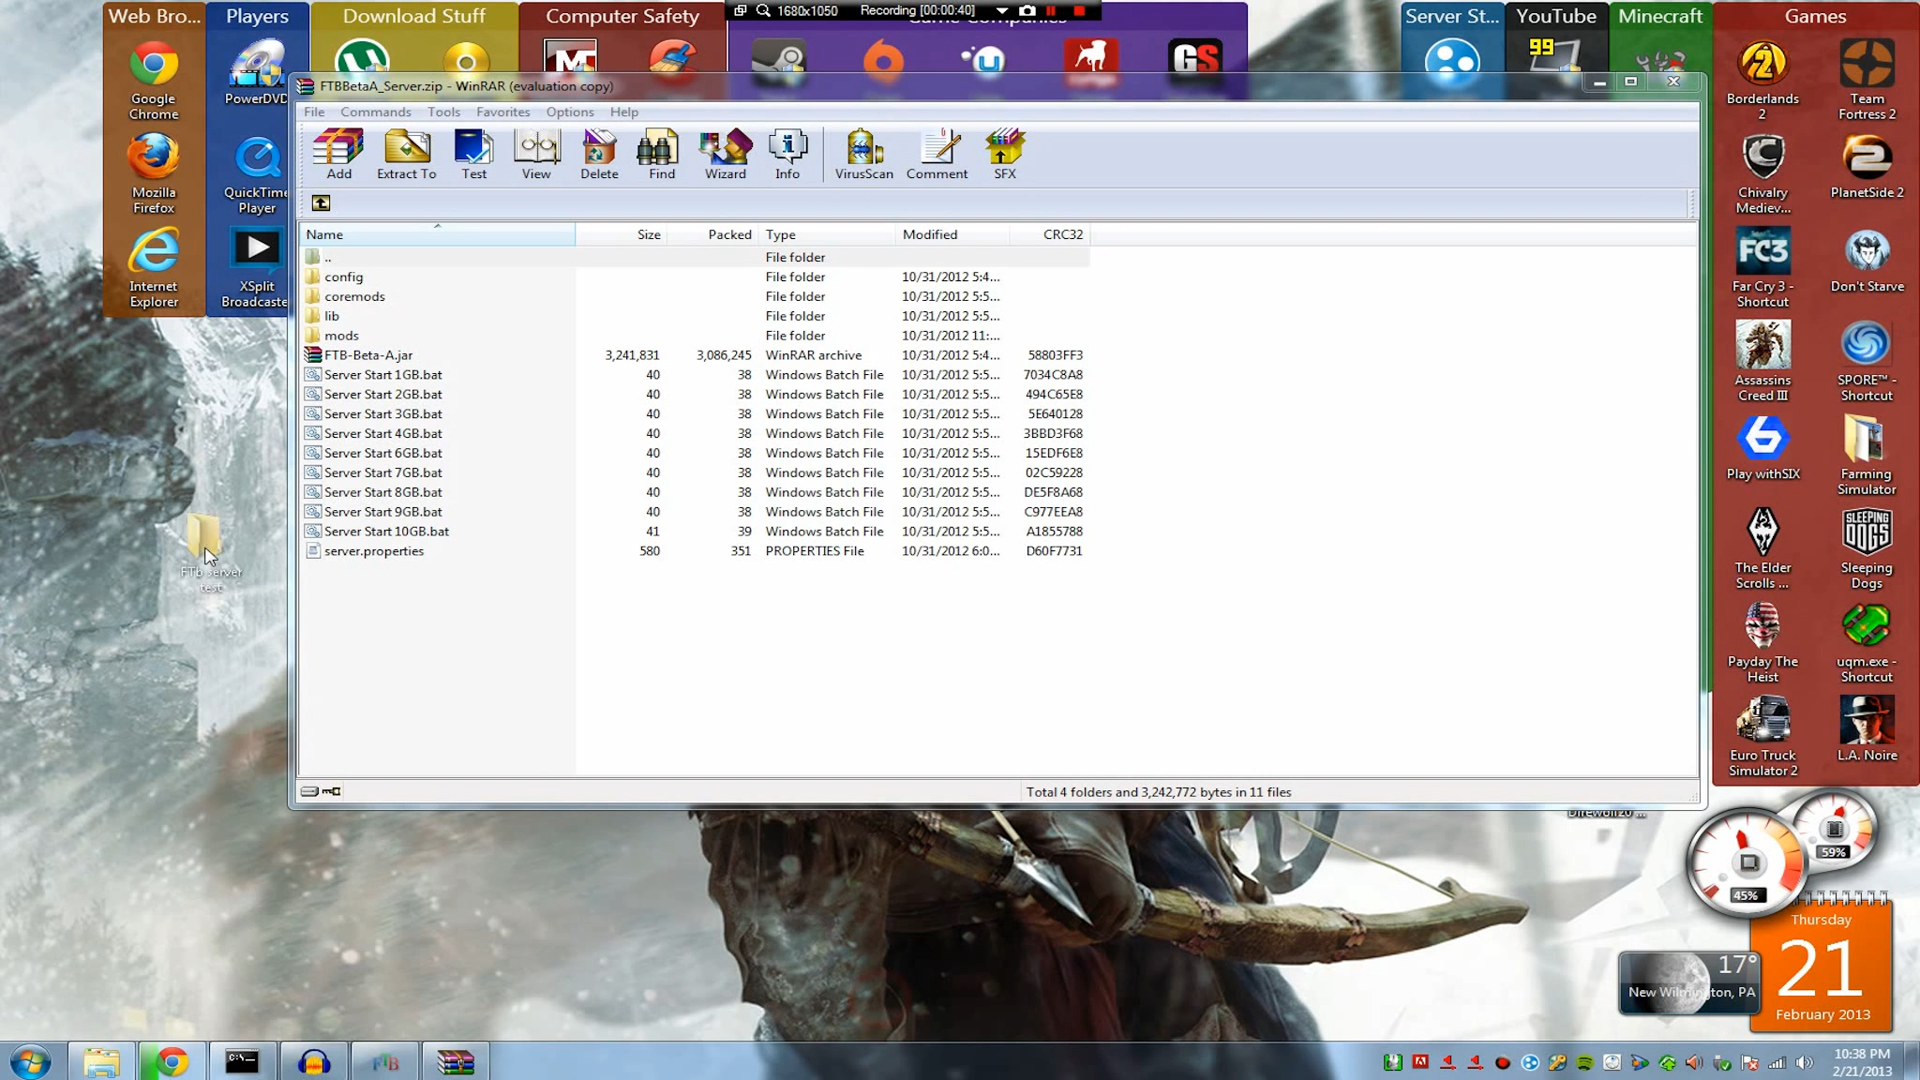 Web Bro...
Players
Download Stuff
Computer Safety
1680x1050 Recording [00:00:40]
Game Companies
Server St...
YouTube
Minecraft
Games
Google Chrome
PowerDVD
Mozilla Firefox
QuickTime Player
Internet Explorer
XSplit Broadcaste
FTBBetaA_Server.zip - WinRAR (evaluation copy)
File Commands Tools Favorites Options Help
Add Extract To Test View Delete Find Wizard Info VirusScan Comment SFX
Name Size Packed Type Modified CRC32
.. File folder
config File folder 10/31/2012 5:4...
coremods File folder 10/31/2012 5:5...
lib File folder 10/31/2012 5:5...
mods File folder 10/31/2012 11:...
FTB-Beta-A.jar 3,241,831 3,086,245 WinRAR archive 10/31/2012 5:4... 58803FF3
Server Start 1GB.bat 40 38 Windows Batch File 10/31/2012 5:5... 7034C8A8
Server Start 2GB.bat 40 38 Windows Batch File 10/31/2012 5:5... 494C65E8
Server Start 3GB.bat 40 38 Windows Batch File 10/31/2012 5:5... 5E640128
Server Start 4GB.bat 40 38 Windows Batch File 10/31/2012 5:5... 3BBD3F68
Server Start 6GB.bat 40 38 Windows Batch File 10/31/2012 5:5... 15EDF6E8
Server Start 7GB.bat 40 38 Windows Batch File 10/31/2012 5:5... 02C59228
Server Start 8GB.bat 40 38 Windows Batch File 10/31/2012 5:5... DE5F8A68
Server Start 9GB.bat 40 38 Windows Batch File 10/31/2012 5:5... C977EEA8
Server Start 10GB.bat 41 39 Windows Batch File 10/31/2012 5:5... A1855788
server.properties 580 351 PROPERTIES File 10/31/2012 6:0... D60F7731
Total 4 folders and 3,242,772 bytes in 11 files
FTb server
test
99
GS
Borderlands
2
Team
Fortress 2
Chivalry
Mediev...
PlanetSide 2
FC3
Far Cry 3 -
Shortcut
Don't Starve
Assassins
Creed III
SPORE™ -
Shortcut
Play withSIX
Farming
Simulator
The Elder
Scrolls ...
SLEEPING
DOGS
Sleeping
Dogs
Payday The
Heist
uqm.exe -
Shortcut
Euro Truck
Simulator 2
L.A. Noire
Direwolf20 ...
59%
45%
Thursday
21
February 2013
17°
New Wilmington, PA
C:\_
FTB
10:38 PM
2/21/2013